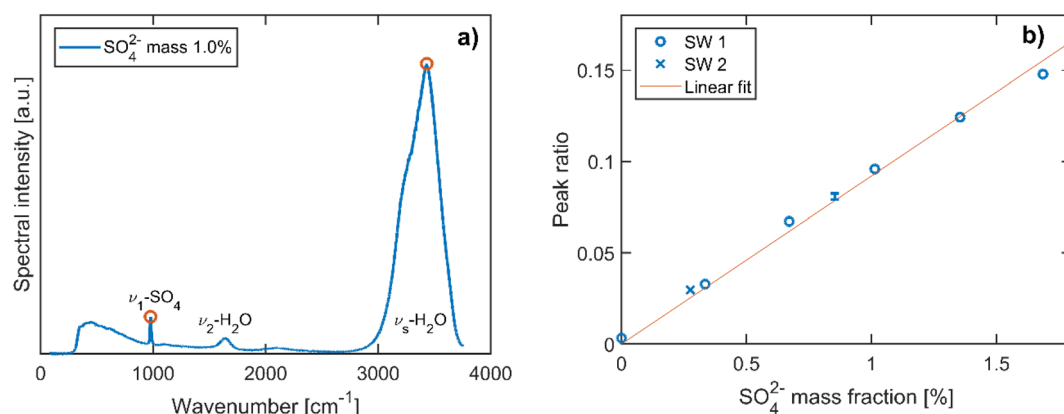 a)
SO₄²⁻ mass 1.0%
Spectral intensity [a.u.]
ν₁-SO₄
ν₂-H₂O
νₛ-H₂O
0 1000 2000 3000 4000
Wavenumber [cm⁻¹]
b)
SW 1
SW 2
Linear fit
Peak ratio
0.15
0.1
0.05
0
0 0.5 1 1.5
SO₄²⁻ mass fraction [%]